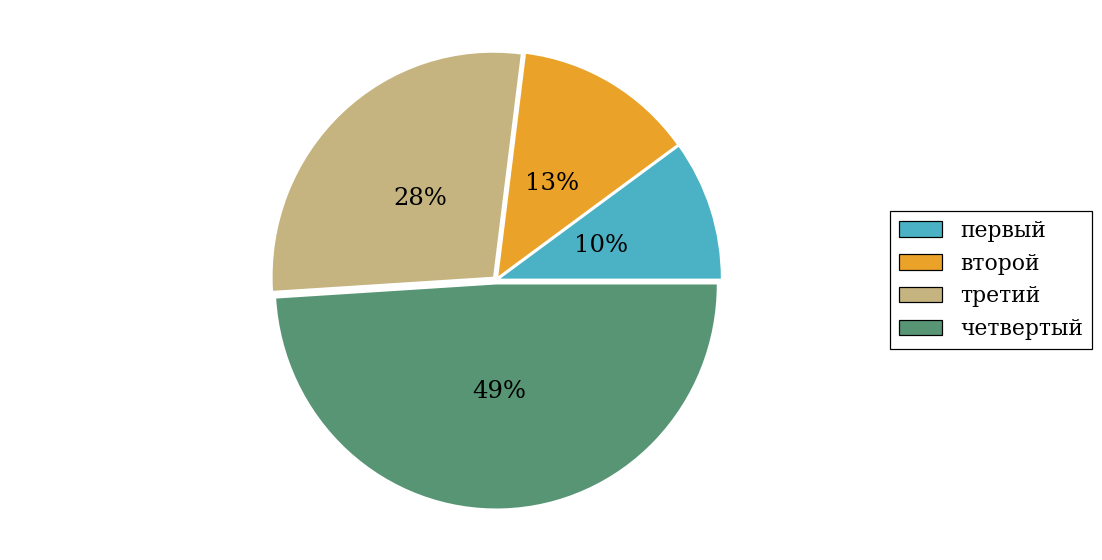 28%
13%
10%
49%
первый
второй
третий
четвертый